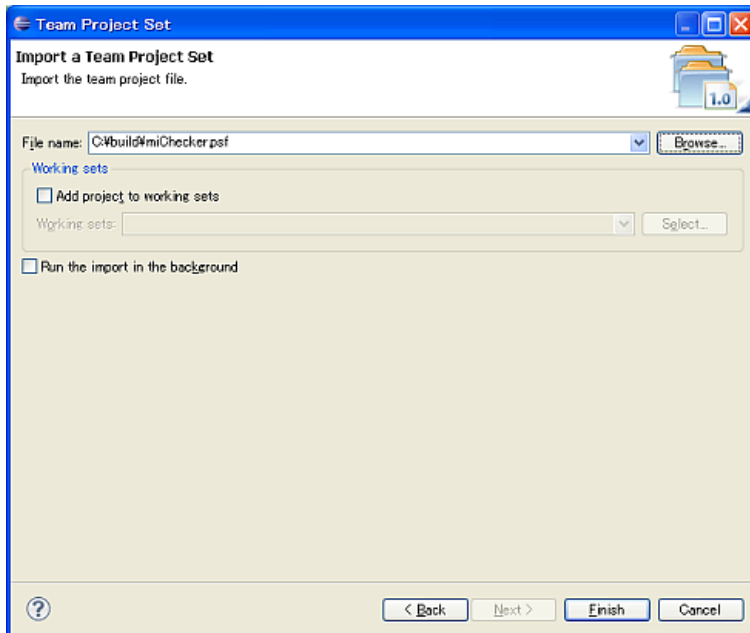 Team Project Set
Import a Team Project Set
Import the team project file.
1.0
File name: C:¥build¥miChecker.psf Browse...
Working sets
Add project to working sets
Working sets: Select...
Run the import in the background
? < Back Next > Finish Cancel